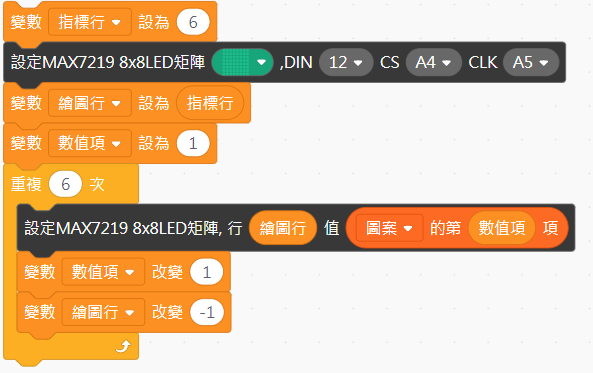 變數 指標行 設為 6
設定MAX7219 8x8LED矩陣 ,DIN 12 CS A4 CLK A5
變數 繪圖行 設為 指標行
變數 數值項 設為 1
重複 6 次
設定MAX7219 8x8LED矩陣, 行 繪圖行 值 圖案 的第 數值項 項
變數 數值項 改變 1
變數 繪圖行 改變 -1